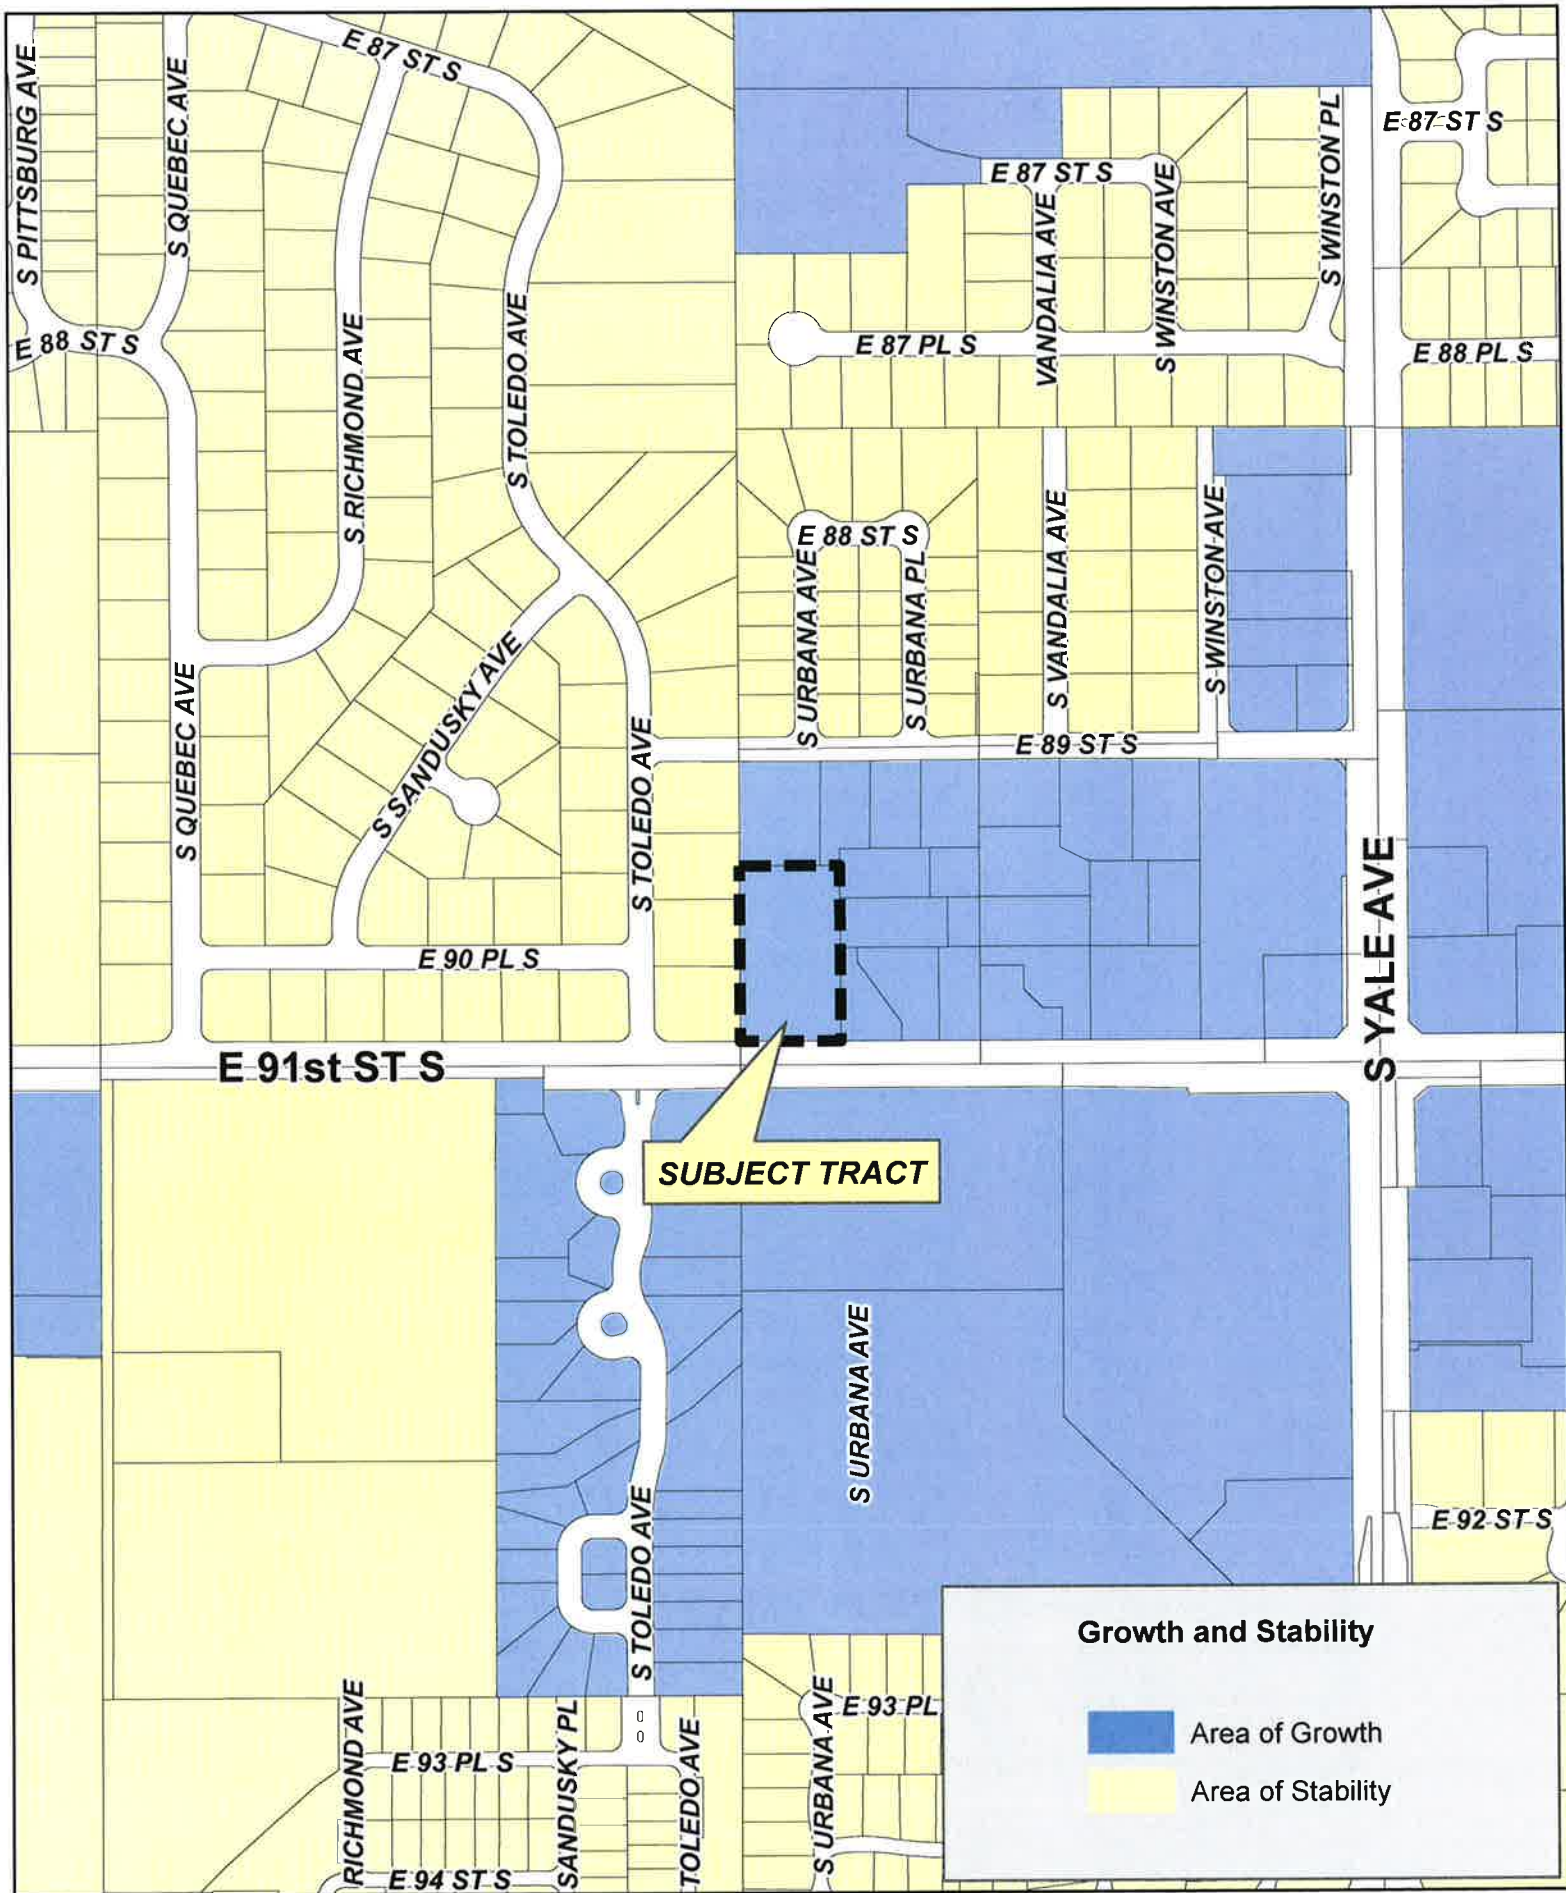 E 87 ST S
S PITTSBURG AVE
S QUEBEC AVE
E 87 ST S
S WINSTON PL
E 87 ST S
VANDALIA AVE
S WINSTON AVE
E 88 ST S
S RICHMOND AVE
S TOLEDO AVE
E 87 PL S
E 88 PL S
E 88 ST S
S URBANA AVE
S URBANA PL
S VANDALIA AVE
S WINSTON AVE
S QUEBEC AVE
S SANDUSKY AVE
S TOLEDO AVE
E 89 ST S
S YALE AVE
E 90 PL S
E 91st ST S
SUBJECT TRACT
S URBANA AVE
S TOLEDO AVE
E 92 ST S
Growth and Stability
Area of Growth
Area of Stability
RICHMOND AVE
E 93 PL S
SANDUSKY PL
TOLEDO AVE
S URBANA AVE
E 93 PL
E 94 ST S